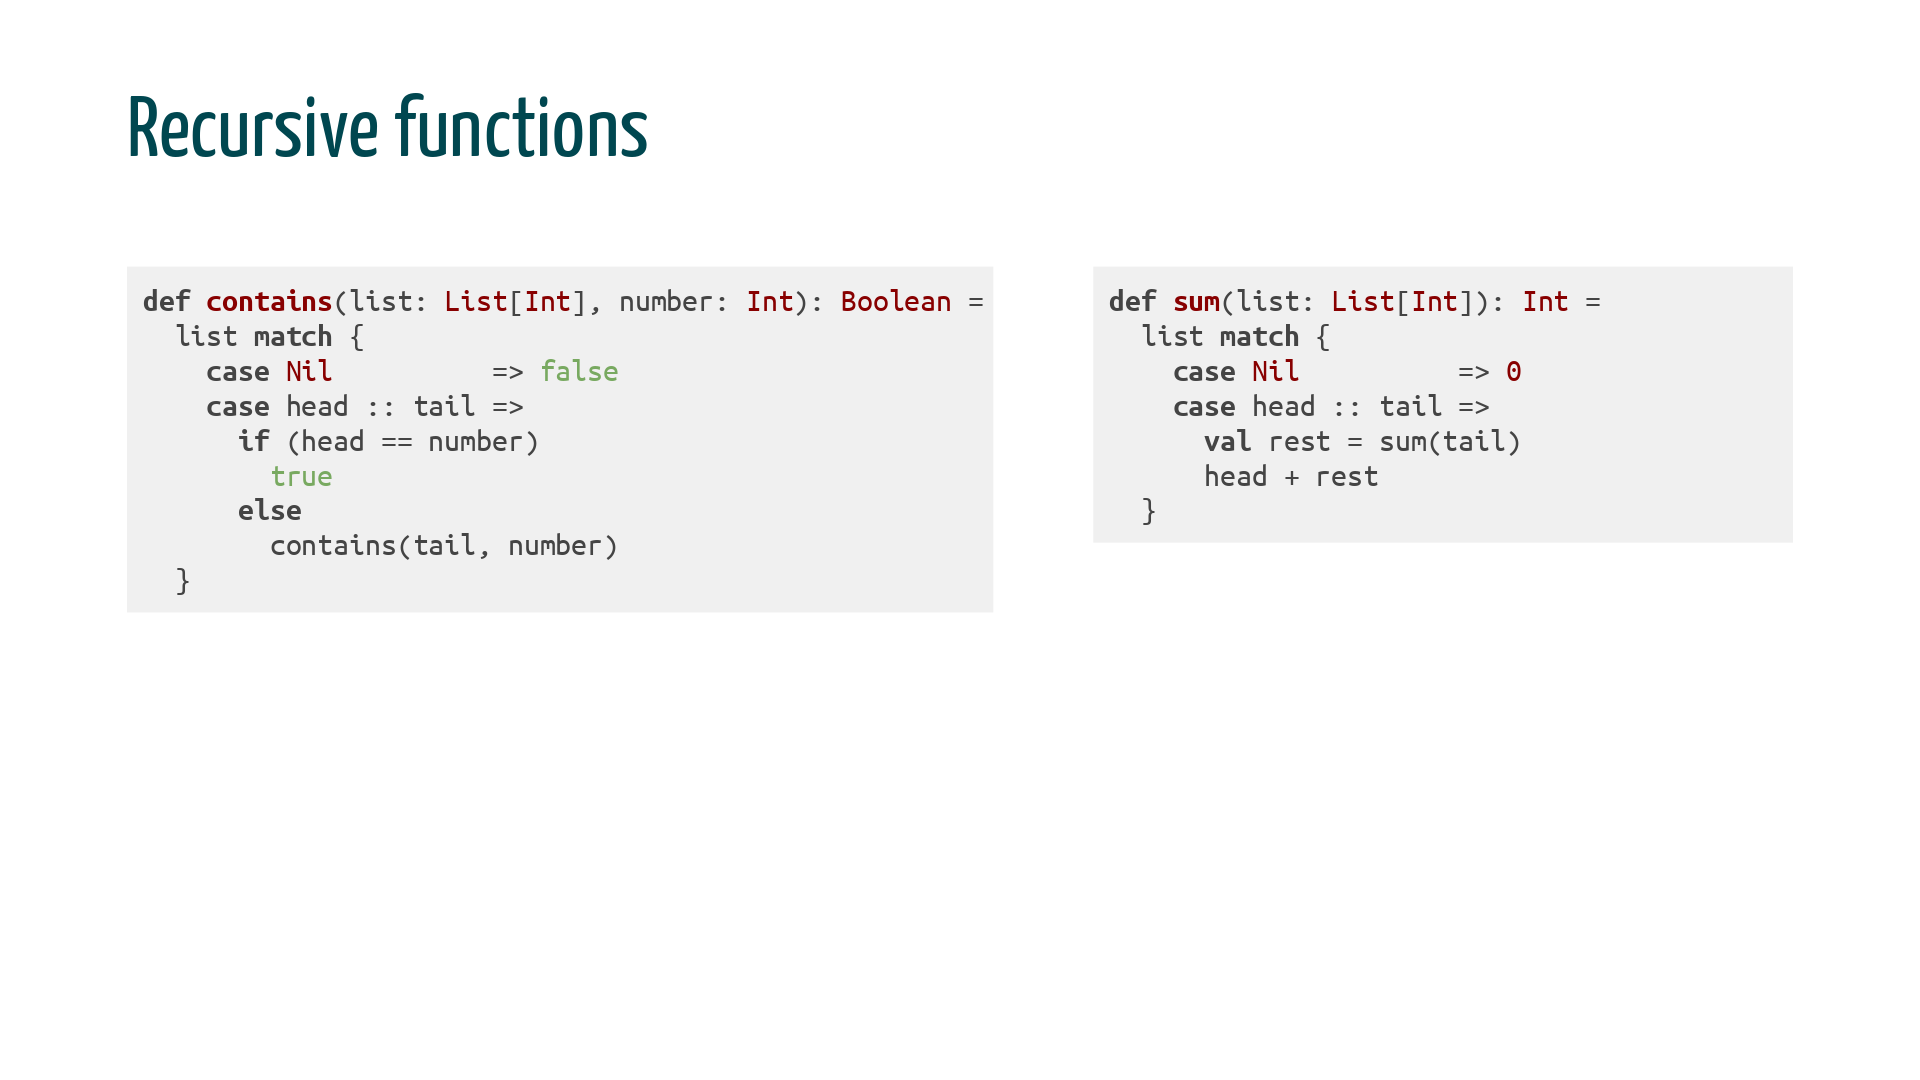 Recursive functions
def contains(list: List[Int], number: Int): Boolean =
  list match {
    case Nil          => false
    case head :: tail =>
      if (head == number)
        true
      else
        contains(tail, number)
  }
def sum(list: List[Int]): Int =
  list match {
    case Nil          => 0
    case head :: tail =>
      val rest = sum(tail)
      head + rest
  }